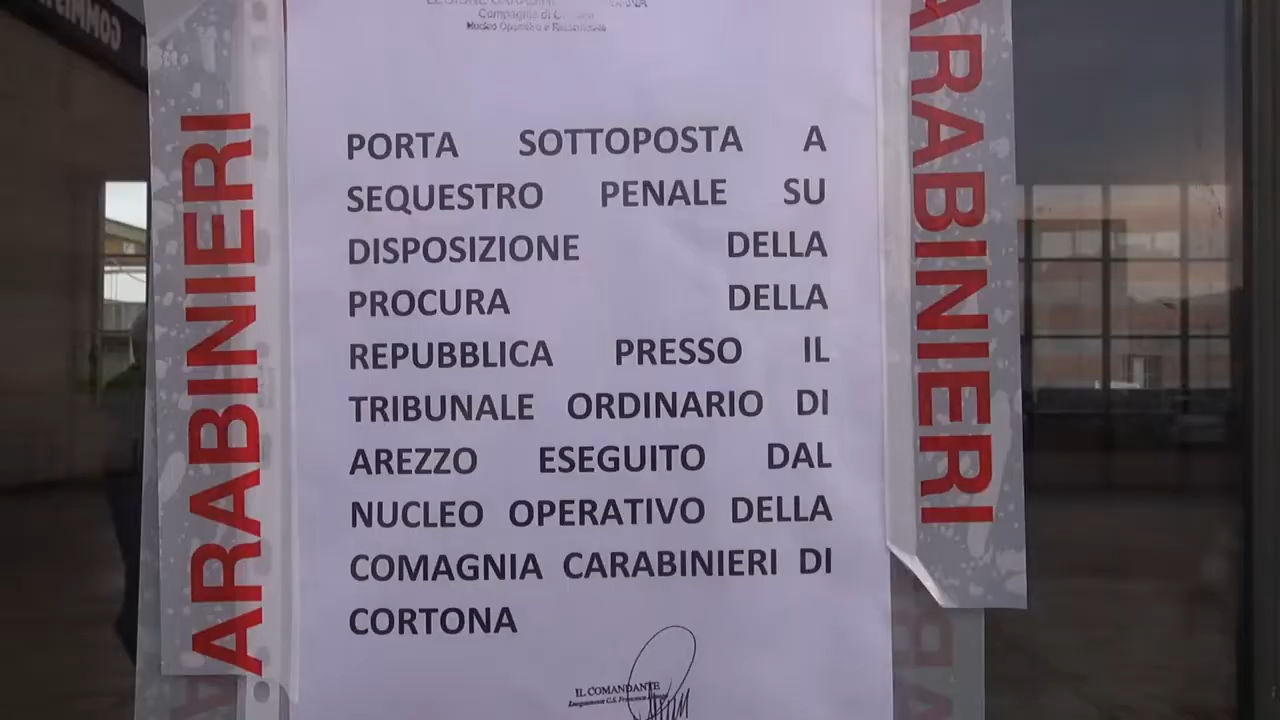 Compagnia di
Nucleo Operativo e
PORTA SOTTOPOSTA A
SEQUESTRO PENALE SU
DISPOSIZIONE DELLA
PROCURA DELLA
REPUBBLICA PRESSO IL
TRIBUNALE ORDINARIO DI
AREZZO ESEGUITO DAL
NUCLEO OPERATIVO DELLA
COMAGNIA CARABINIERI DI
CORTONA
IL COMANDANTE
ARABINIERI
ARABINIERI